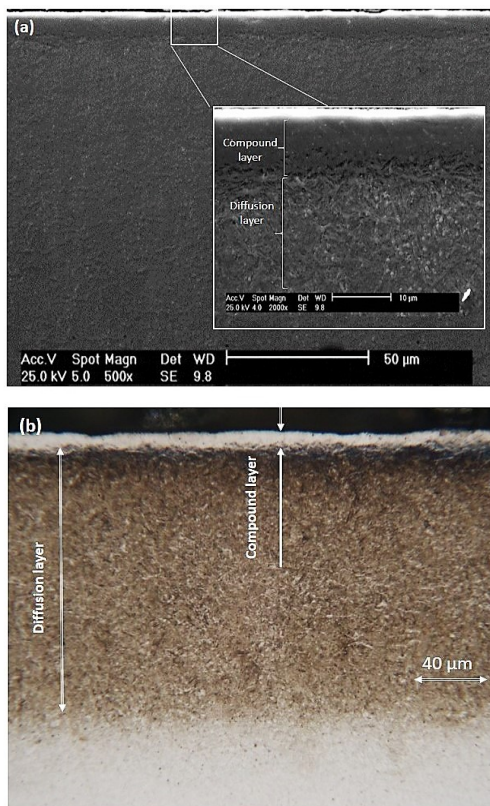 (a)
Compound
layer
Diffusion
layer
Acc.V Spot Magn Det WD 10 µm
25.0 kV 4.0 2000x SE 9.8
Acc.V Spot Magn Det WD 50 µm
25.0 kV 5.0 500x SE 9.8
(b)
Diffusion layer
Compound layer
40 µm